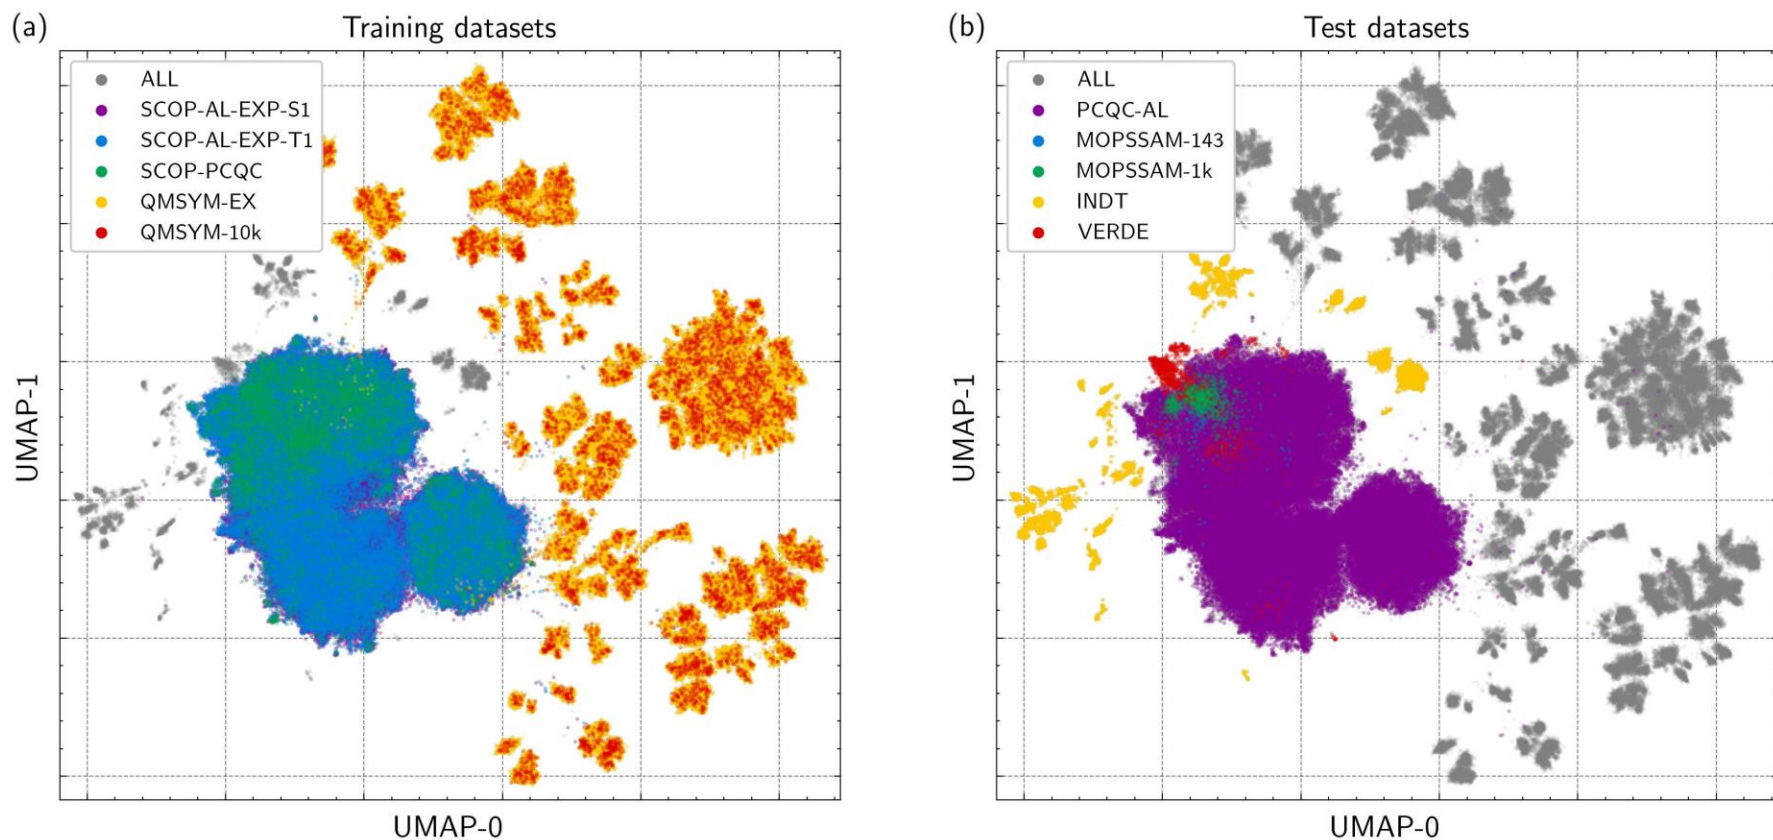 (a)
Training datasets
ALL
SCOP-AL-EXP-S1
SCOP-AL-EXP-T1
SCOP-PCQC
QMSYM-EX
QMSYM-10k
UMAP-1
UMAP-0
(b)
Test datasets
ALL
PCQC-AL
MOPSSAM-143
MOPSSAM-1k
INDT
VERDE
UMAP-1
UMAP-0